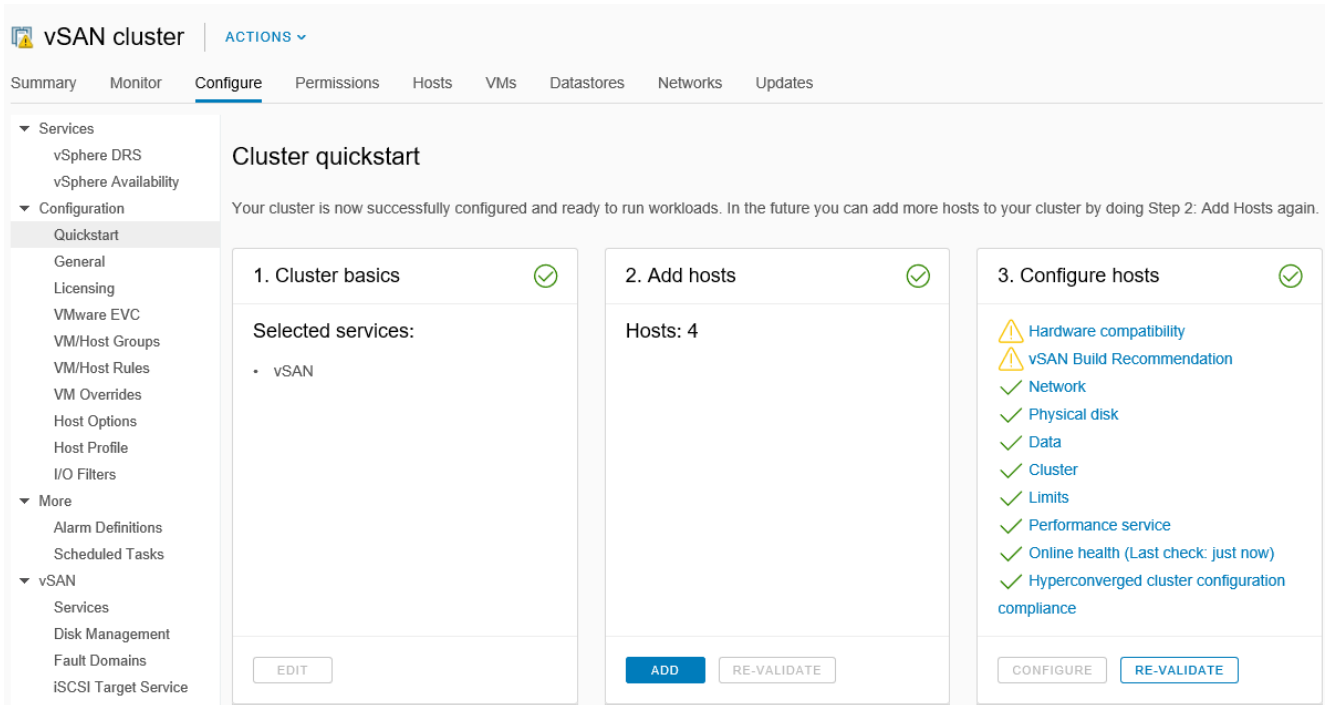 vSAN cluster ACTIONS
Summary Monitor Configure Permissions Hosts VMs Datastores Networks Updates
Services
vSphere DRS
vSphere Availability
Configuration
Quickstart
General
Licensing
VMware EVC
VM/Host Groups
VM/Host Rules
VM Overrides
Host Options
Host Profile
I/O Filters
More
Alarm Definitions
Scheduled Tasks
vSAN
Services
Disk Management
Fault Domains
iSCSI Target Service
Cluster quickstart
Your cluster is now successfully configured and ready to run workloads. In the future you can add more hosts to your cluster by doing Step 2: Add Hosts again.
1. Cluster basics
Selected services:
• vSAN
EDIT
2. Add hosts
Hosts: 4
ADD RE-VALIDATE
3. Configure hosts
Hardware compatibility
vSAN Build Recommendation
Network
Physical disk
Data
Cluster
Limits
Performance service
Online health (Last check: just now)
Hyperconverged cluster configuration
compliance
CONFIGURE RE-VALIDATE